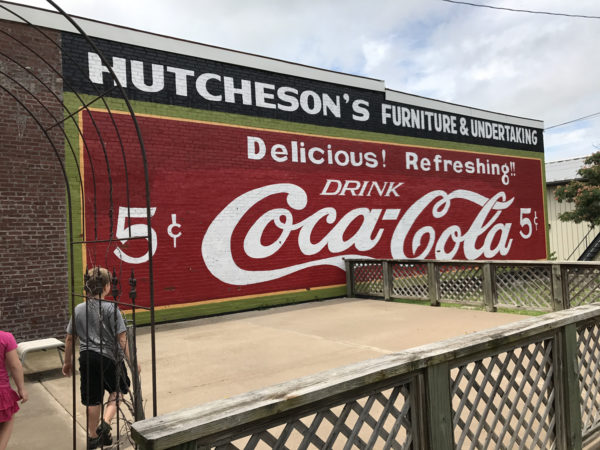 HUTCHESON'S FURNITURE & UNDERTAKING
Delicious! Refreshing!!
DRINK
5¢ Coca-Cola 5¢